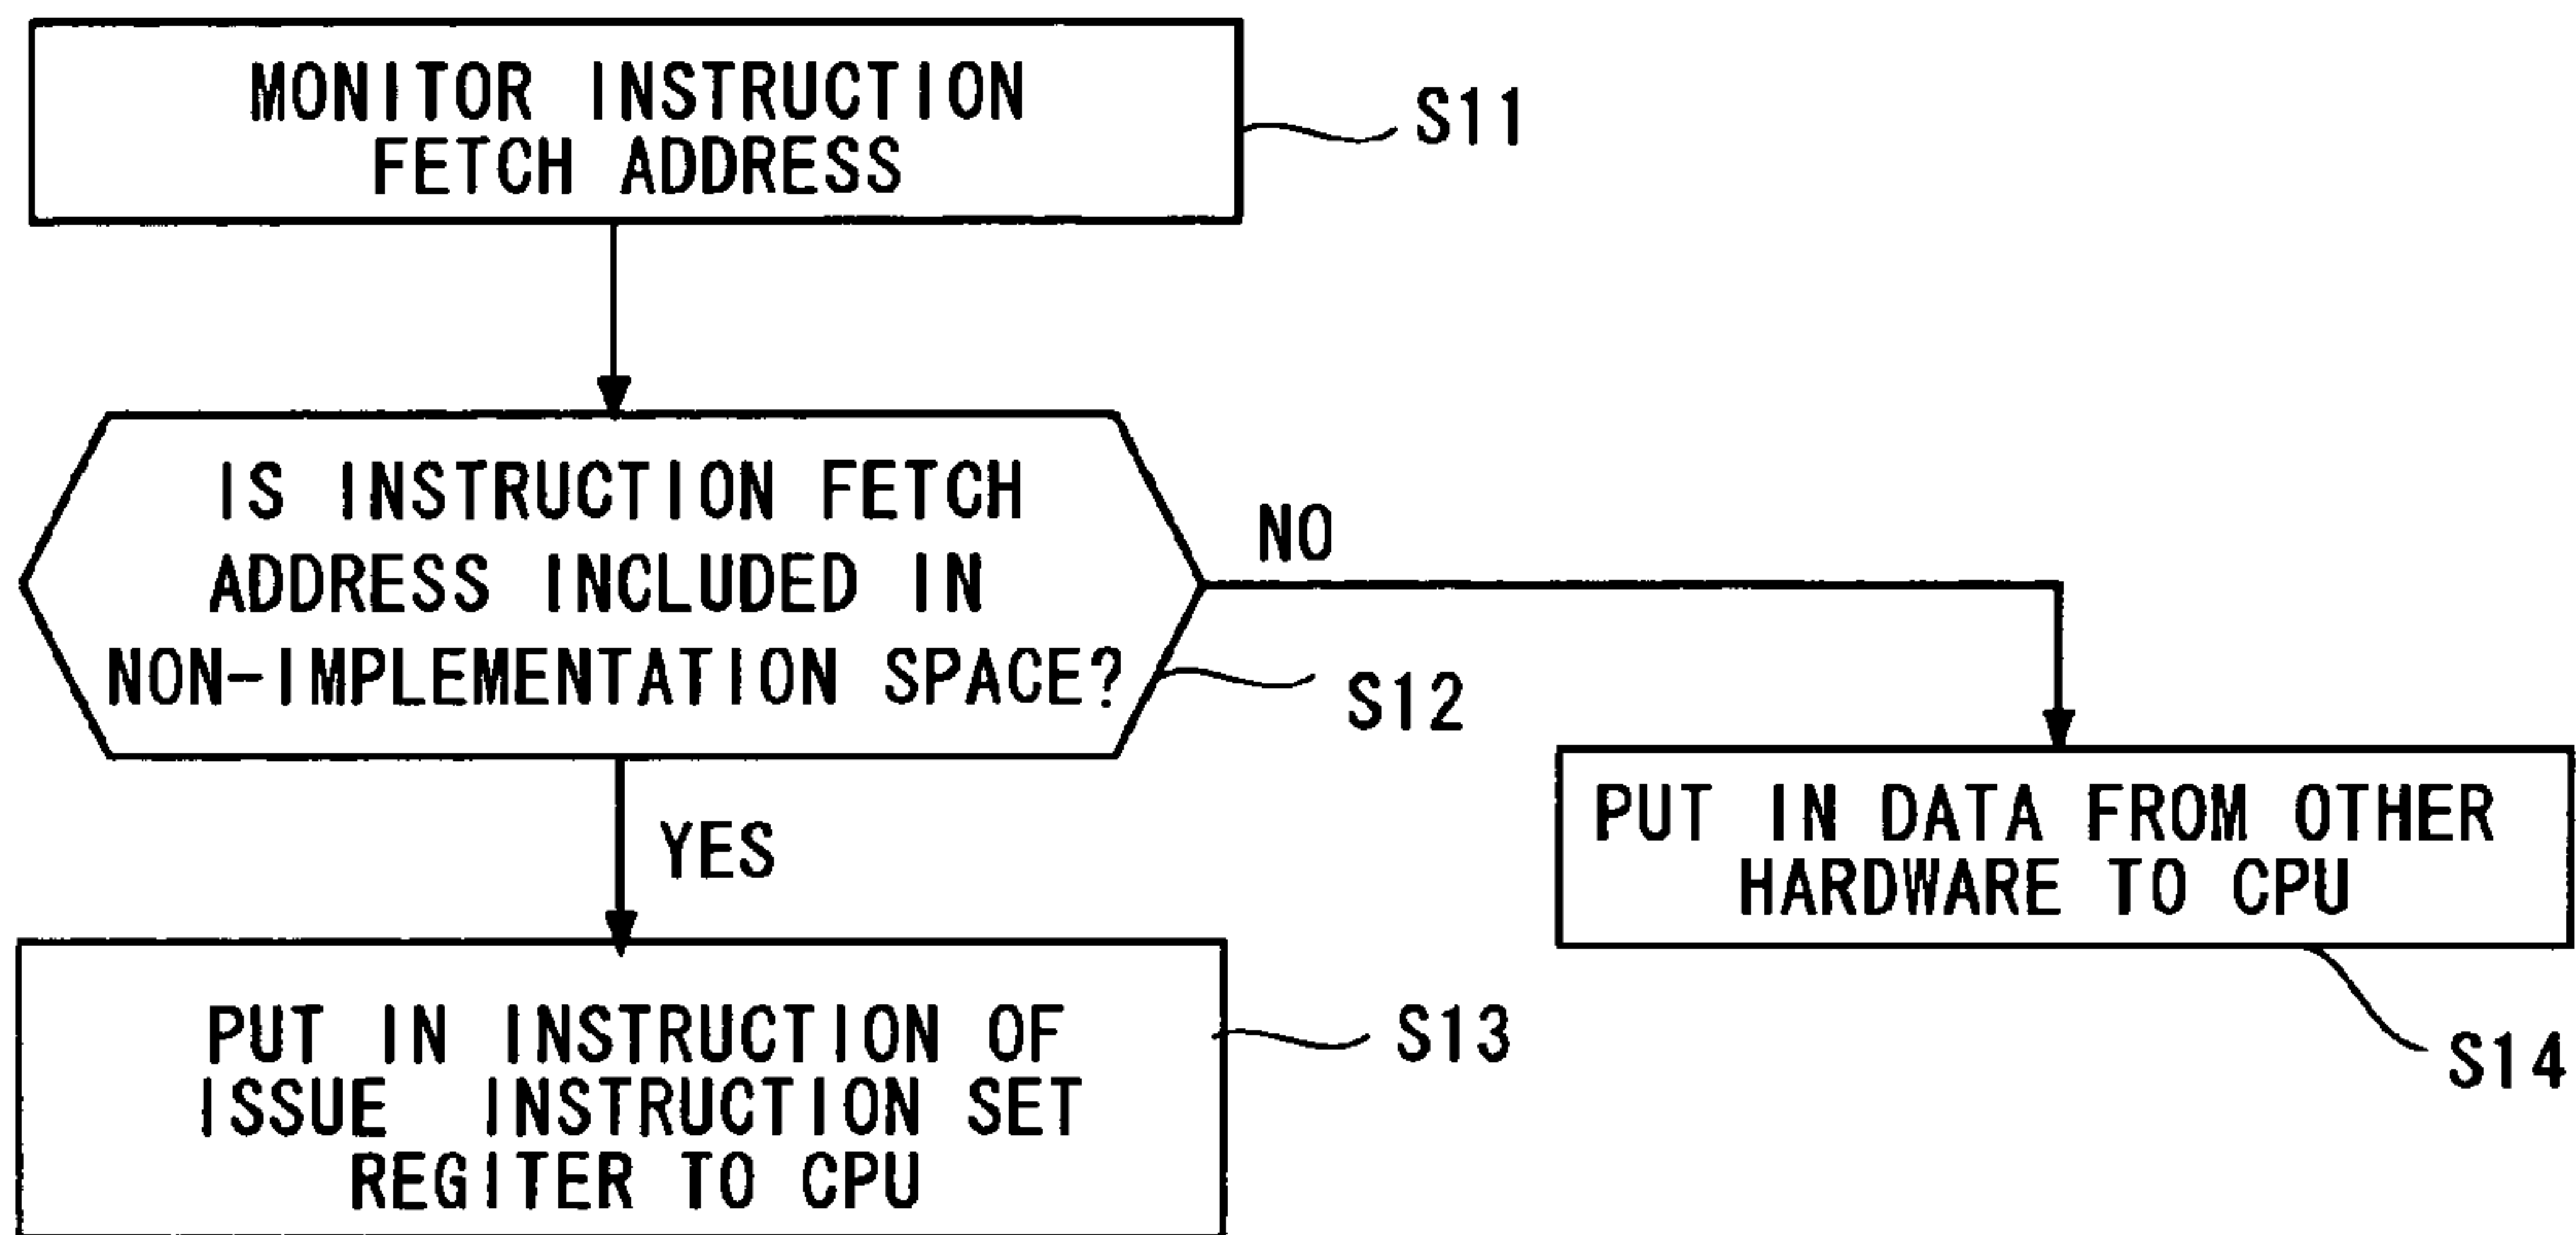 MONITOR INSTRUCTION
FETCH ADDRESS
S11
IS INSTRUCTION FETCH
ADDRESS INCLUDED IN
NON-IMPLEMENTATION SPACE?
S12
NO
YES
PUT IN DATA FROM OTHER
HARDWARE TO CPU
S14
PUT IN INSTRUCTION OF
ISSUE INSTRUCTION SET
REGITER TO CPU
S13